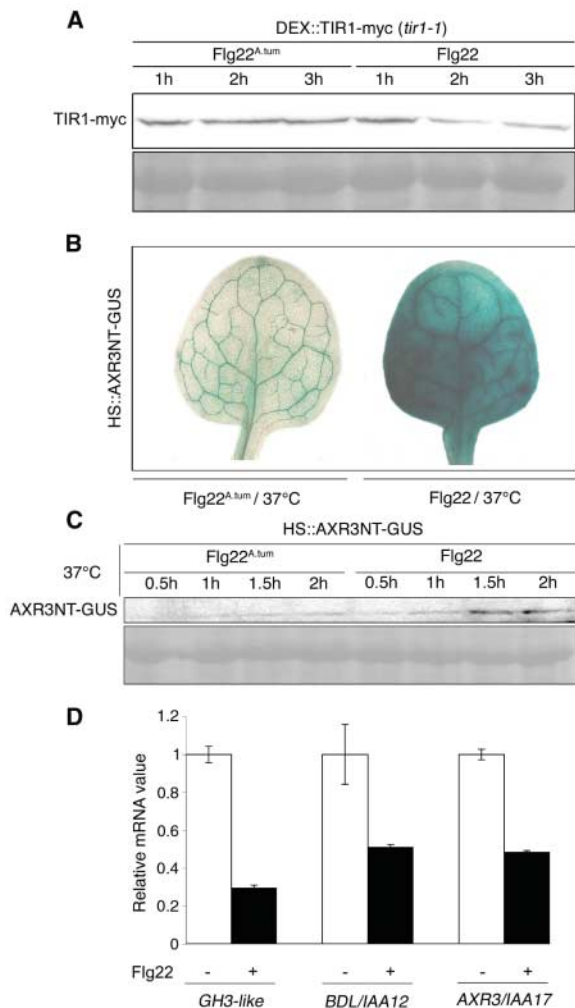 A
DEX::TIR1-myc (tir1-1)
Flg22A.tum Flg22
1h 2h 3h 1h 2h 3h
TIR1-myc
B
HS::AXR3NT-GUS
Flg22A.tum / 37°C Flg22 / 37°C
C
HS::AXR3NT-GUS
Flg22A.tum Flg22
37°C
0.5h 1h 1.5h 2h 0.5h 1h 1.5h 2h
AXR3NT-GUS
D
Relative mRNA value
1.2
1
0.8
0.6
0.4
0.2
0
Flg22 - + - + - +
GH3-like BDL/IAA12 AXR3/IAA17